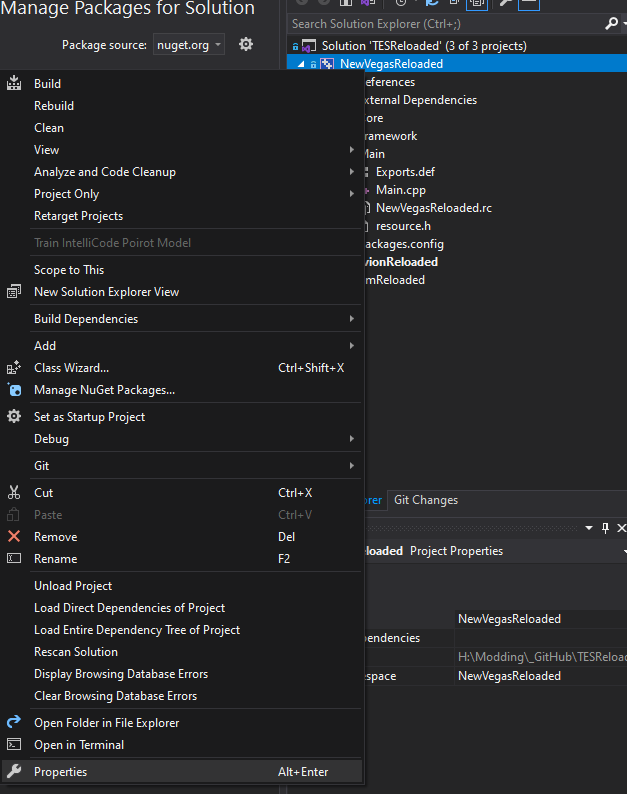 Manage Packages for Solution
Package source: nuget.org
Search Solution Explorer (Ctrl+;)
Solution 'TESReloaded' (3 of 3 projects)
NewVegasReloaded
eferences
xternal Dependencies
ore
ramework
Main
Exports.def
Main.cpp
NewVegasReloaded.rc
resource.h
ackages.config
vionReloaded
mReloaded
Build
Rebuild
Clean
View
Analyze and Code Cleanup
Project Only
Retarget Projects
Train IntelliCode Poirot Model
Scope to This
New Solution Explorer View
Build Dependencies
Add
Class Wizard... Ctrl+Shift+X
Manage NuGet Packages...
Set as Startup Project
Debug
Git
Cut Ctrl+X
Paste Ctrl+V
Remove Del
Rename F2
Unload Project
Load Direct Dependencies of Project
Load Entire Dependency Tree of Project
Rescan Solution
Display Browsing Database Errors
Clear Browsing Database Errors
Open Folder in File Explorer
Open in Terminal
Properties Alt+Enter
rer Git Changes
loaded Project Properties
NewVegasReloaded
pendencies
H:\Modding\_GitHub\TESReload
space NewVegasReloaded